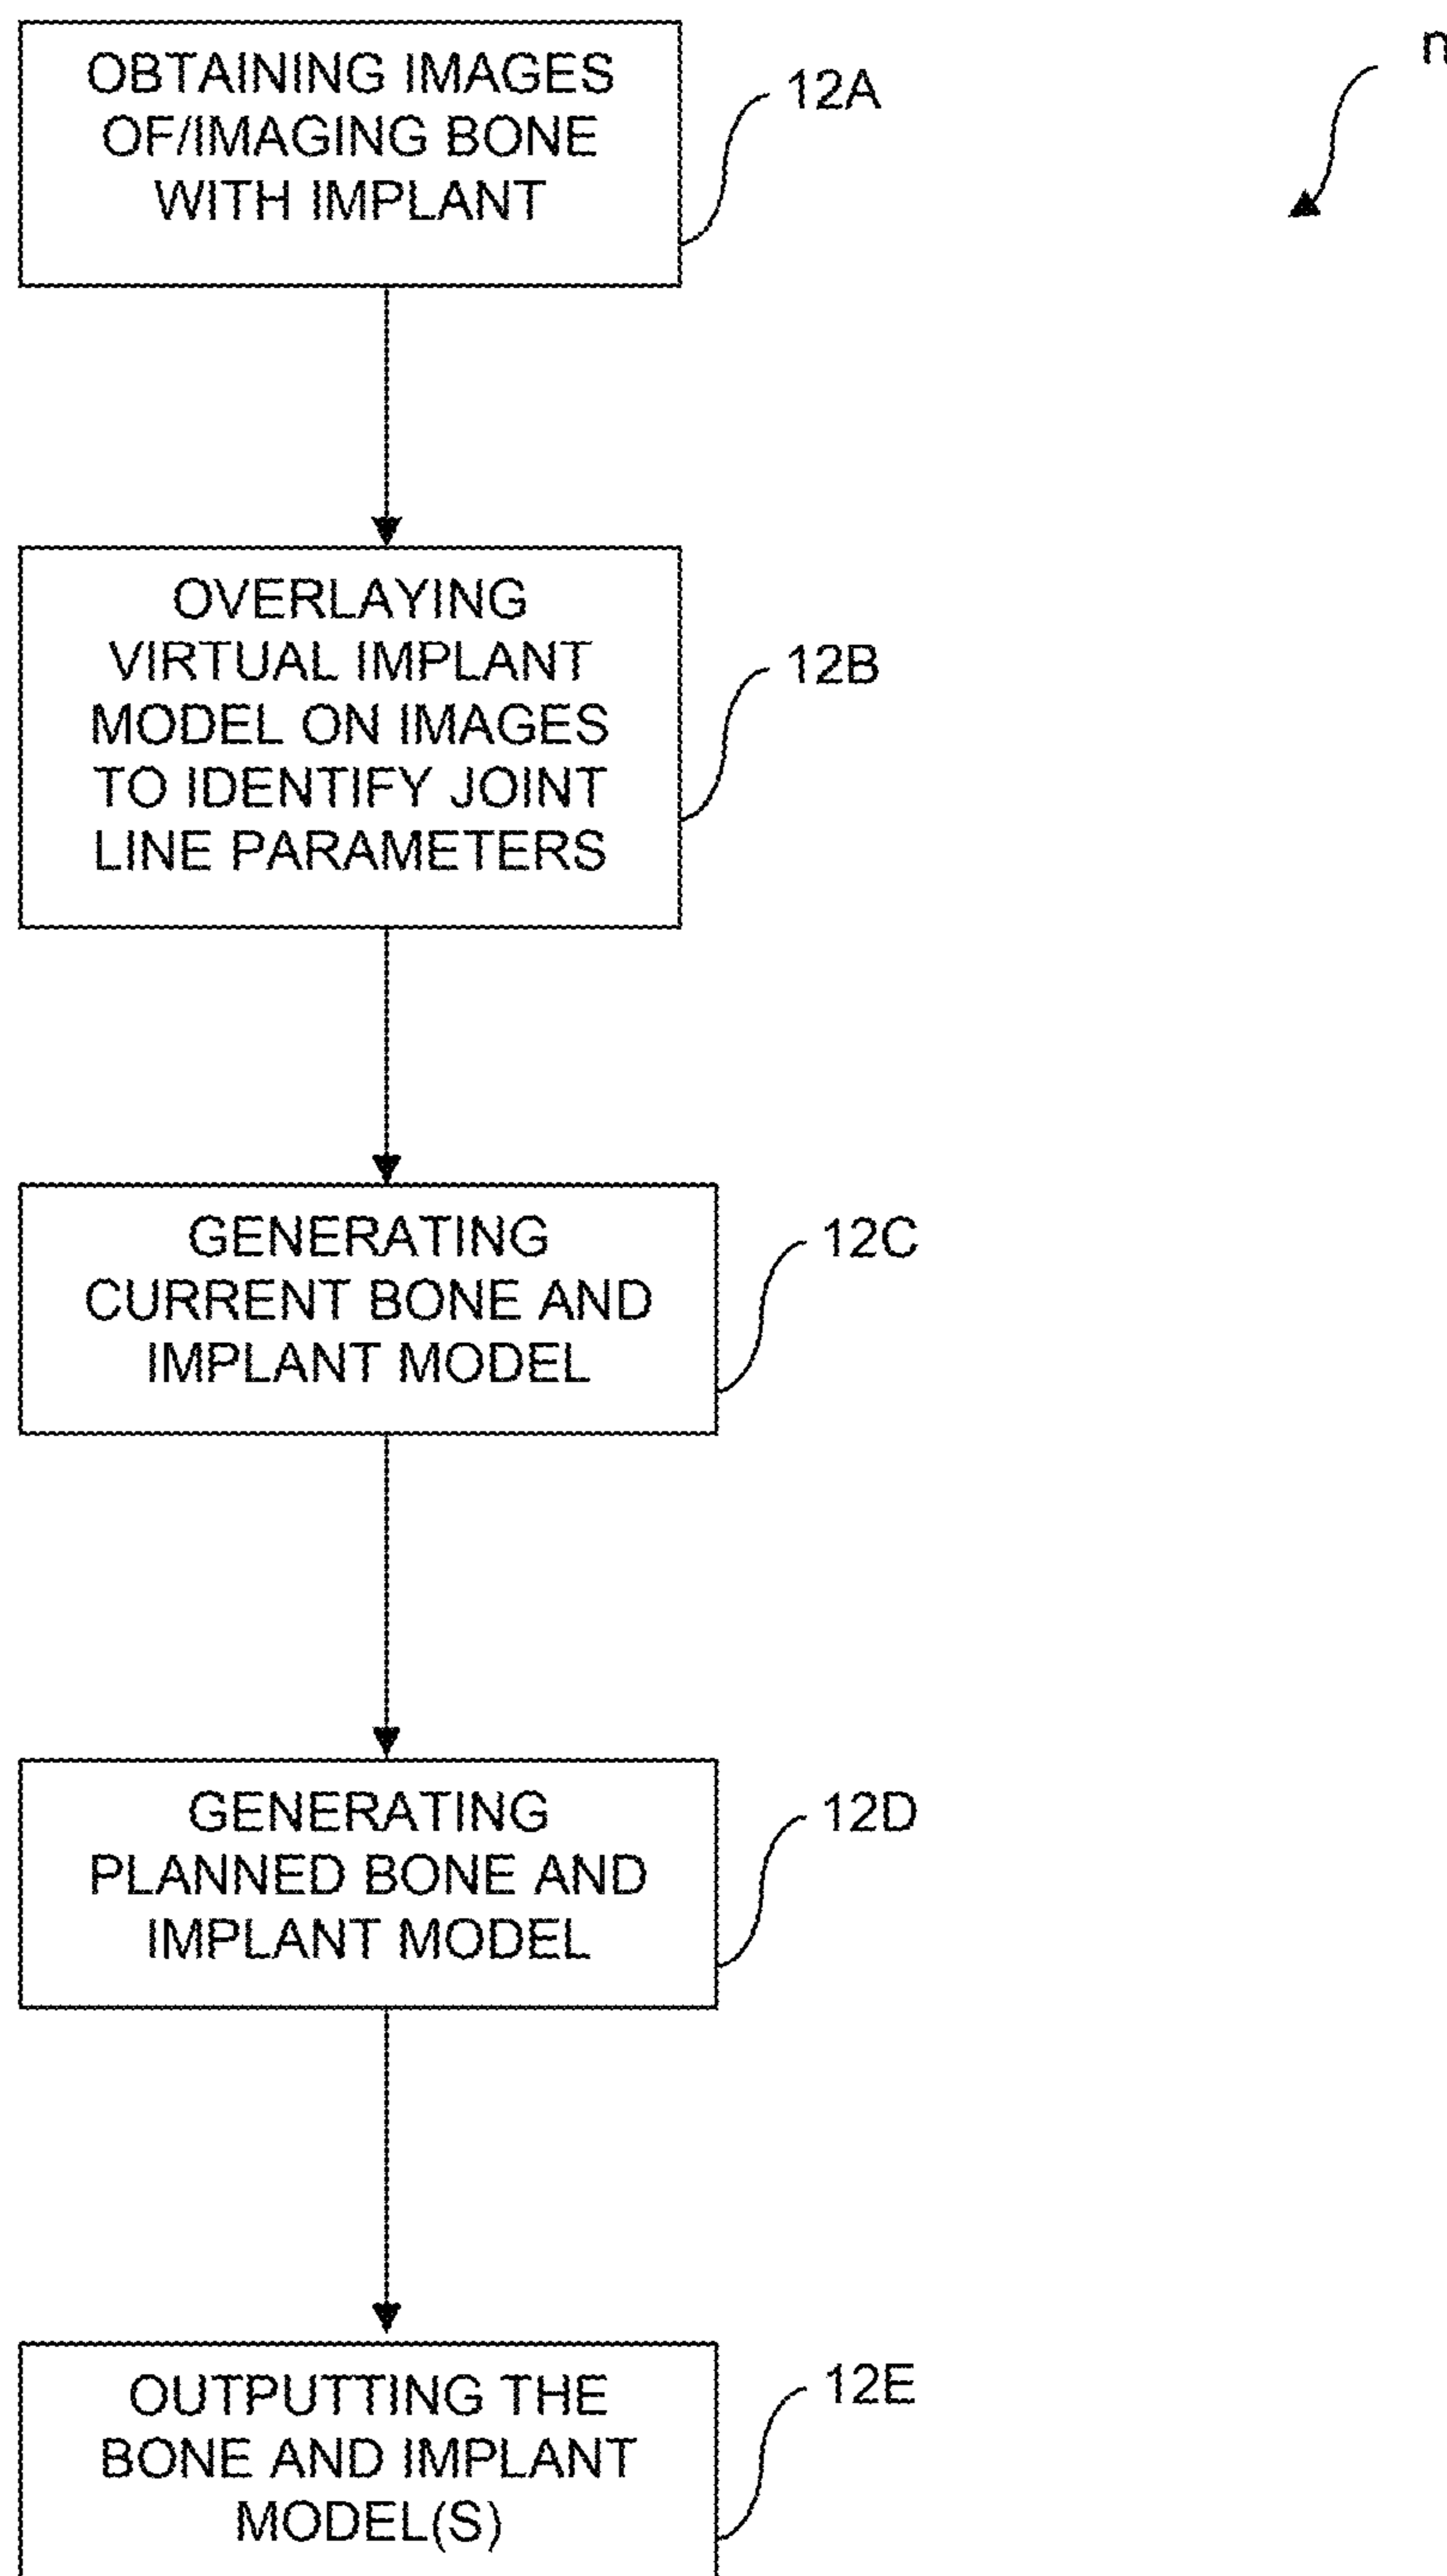 OBTAINING IMAGES
OF/IMAGING BONE
WITH IMPLANT
12A
OVERLAYING
VIRTUAL IMPLANT
MODEL ON IMAGES
TO IDENTIFY JOINT
LINE PARAMETERS
12B
GENERATING
CURRENT BONE AND
IMPLANT MODEL
12C
GENERATING
PLANNED BONE AND
IMPLANT MODEL
12D
OUTPUTTING THE
BONE AND IMPLANT
MODEL(S)
12E